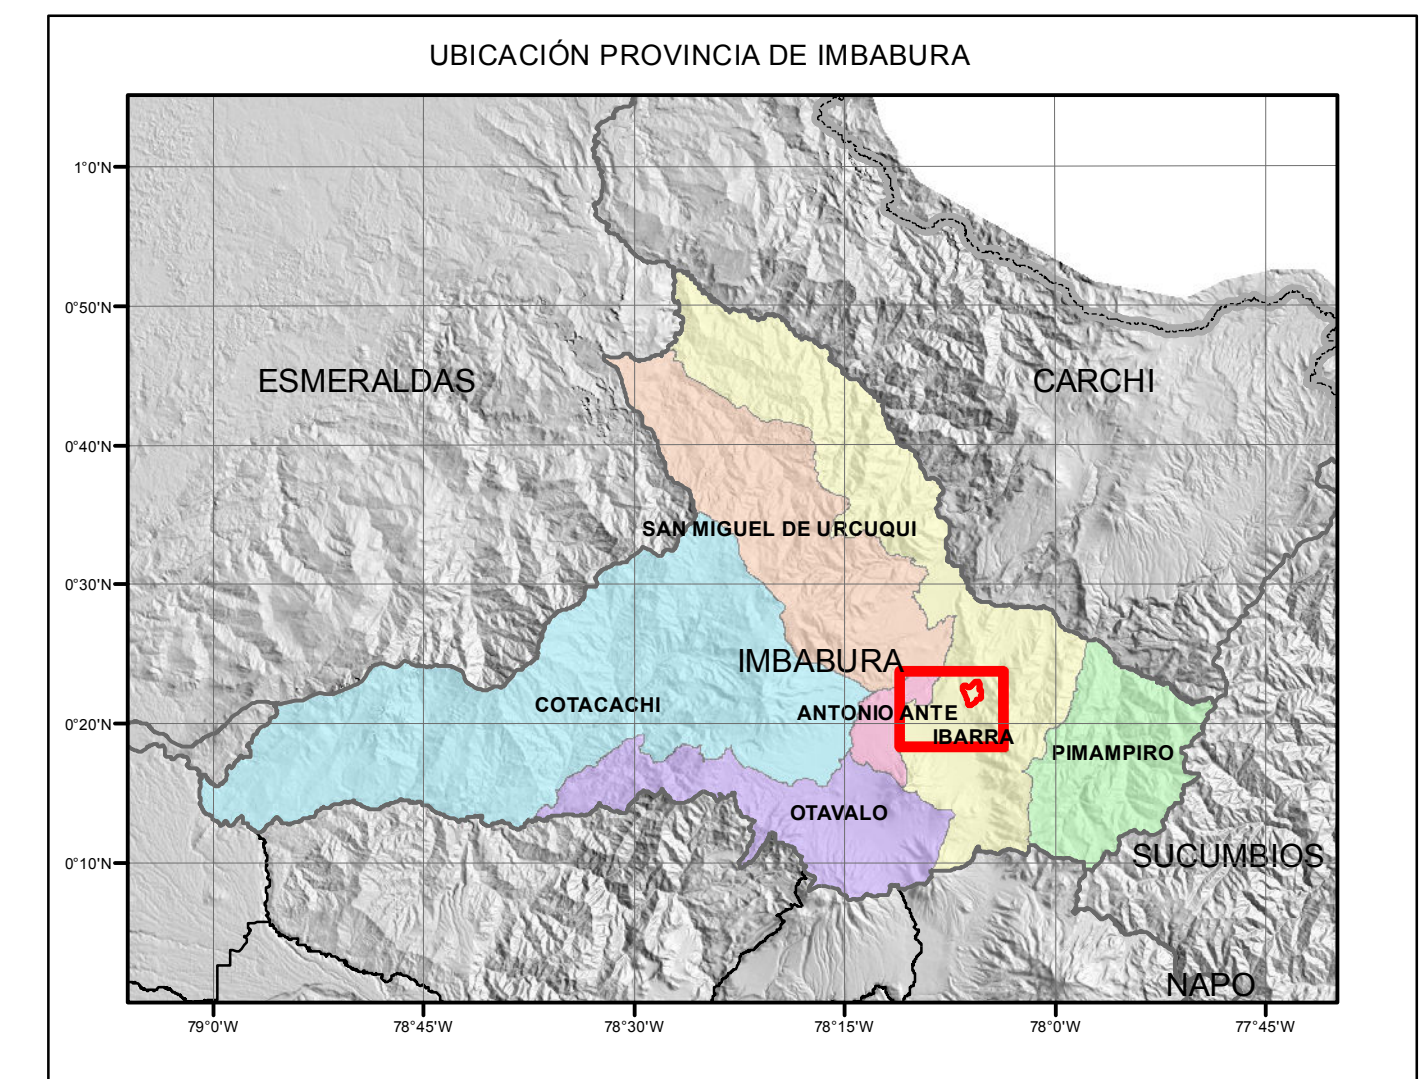 UBICACIÓN PROVINCIA DE IMBABURA
1°0'N
0°50'N
ESMERALDAS
CARCHI
0°40'N
SAN MIGUEL DE URCUQUI
0°30'N
IMBABURA
COTACACHI
ANTONIO ANTE
0°20'N
IBARRA
PIMAMPIRO
OTAVALO
SUCUMBIOS
0°10'N
NAPO
79°0'W
78°45'W
78°30'W
78°15'W
78°0'W
77°45'W